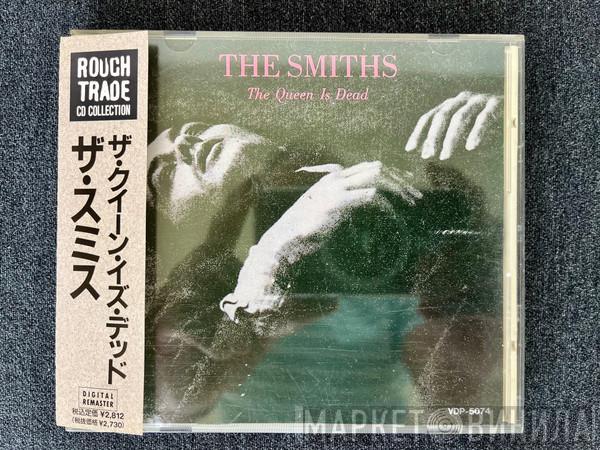 ROUGH
TRADE
CD COLLECTION
ザ・クイーン・イズ・デッド
ザ・スミス
DIGITAL
REMASTER
税込定価 ¥2,812
(税抜価格 ¥2,730)
THE SMITHS
The Queen Is Dead
VDP-5074
МАРКЕТ ВИНИЛА